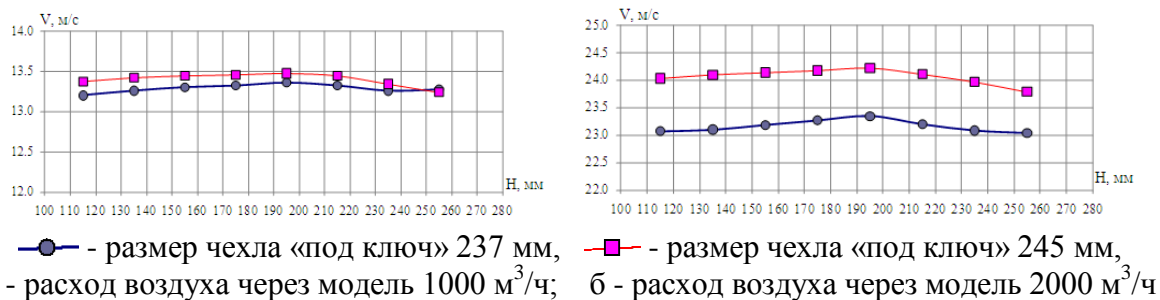 V, м/с V, м/с
14.0 25.0
24.5
13.5 24.0
23.5
13.0
23.0
12.5
22.5
H, мм H, мм
12.0 22.0
100 110 120 130 140 150 160 170 180 190 200 210 220 230 240 250 260 270 280 100 110 120 130 140 150 160 170 180 190 200 210 220 230 240 250 260 270 280
- размер чехла «под ключ» 237 мм, - размер чехла «под ключ» 245 мм,
- расход воздуха через модель 1000 м³/ч; б - расход воздуха через модель 2000 м³/ч